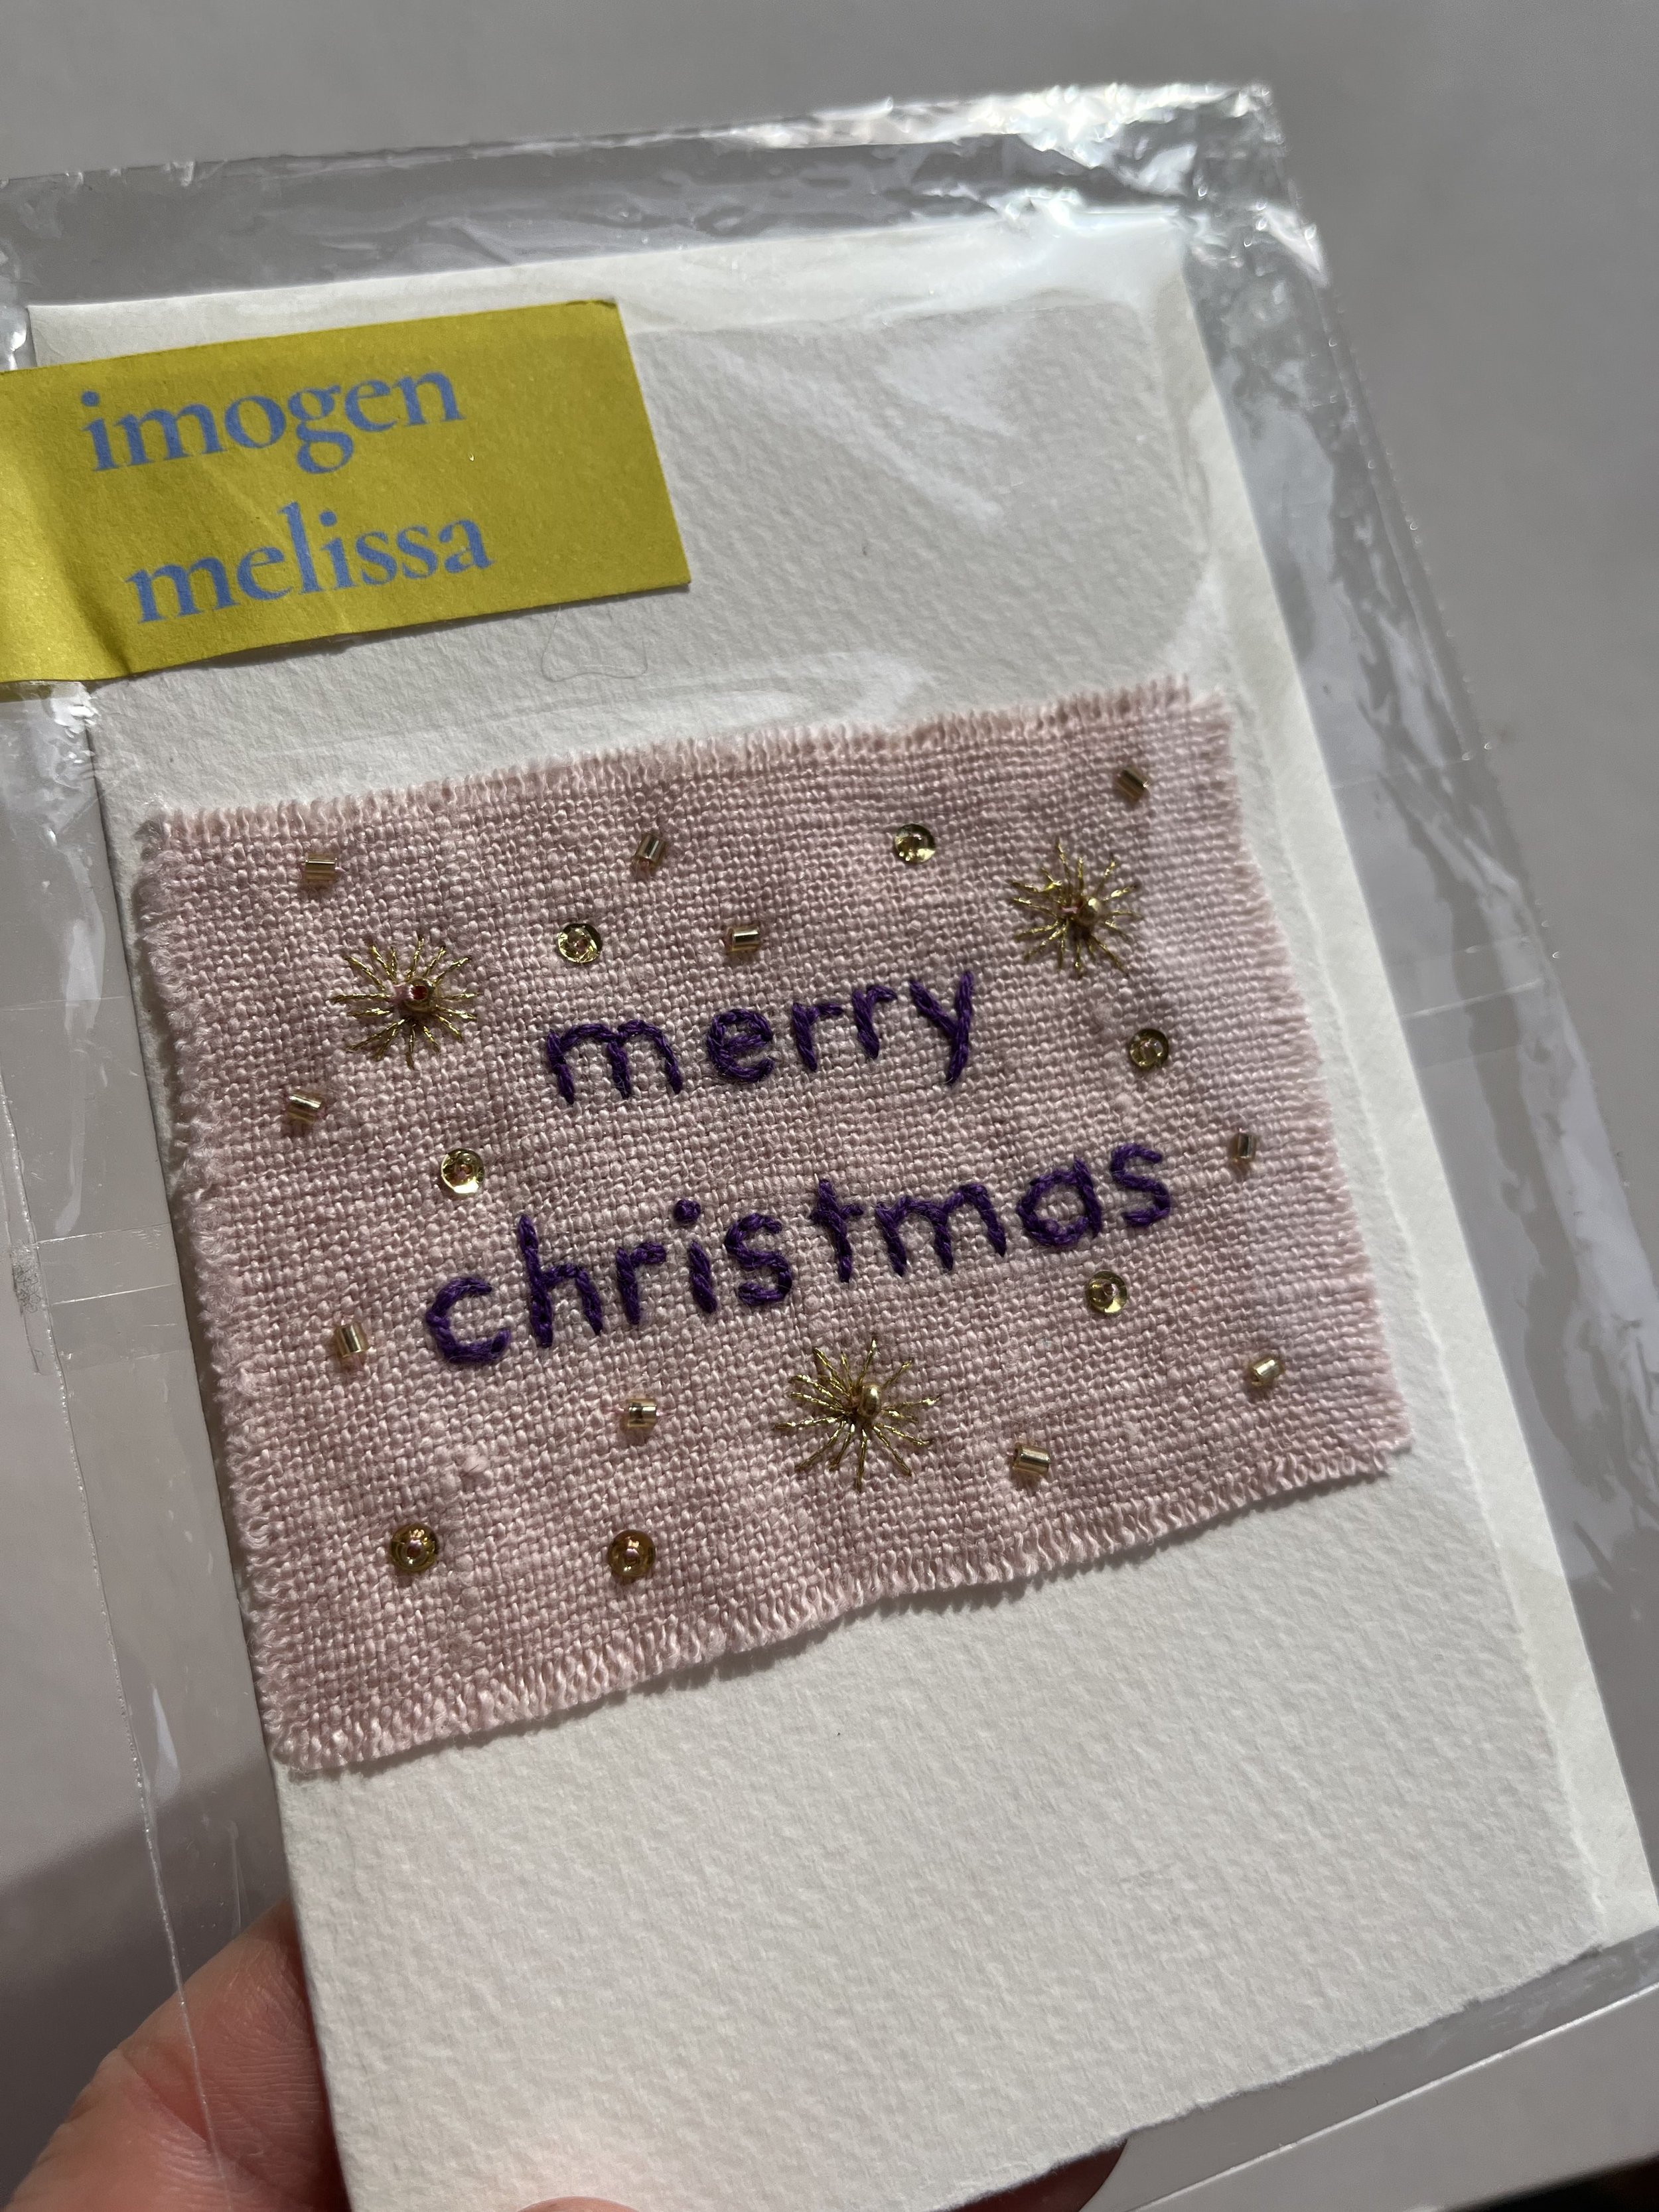 imogen
melissa
merry
christmas